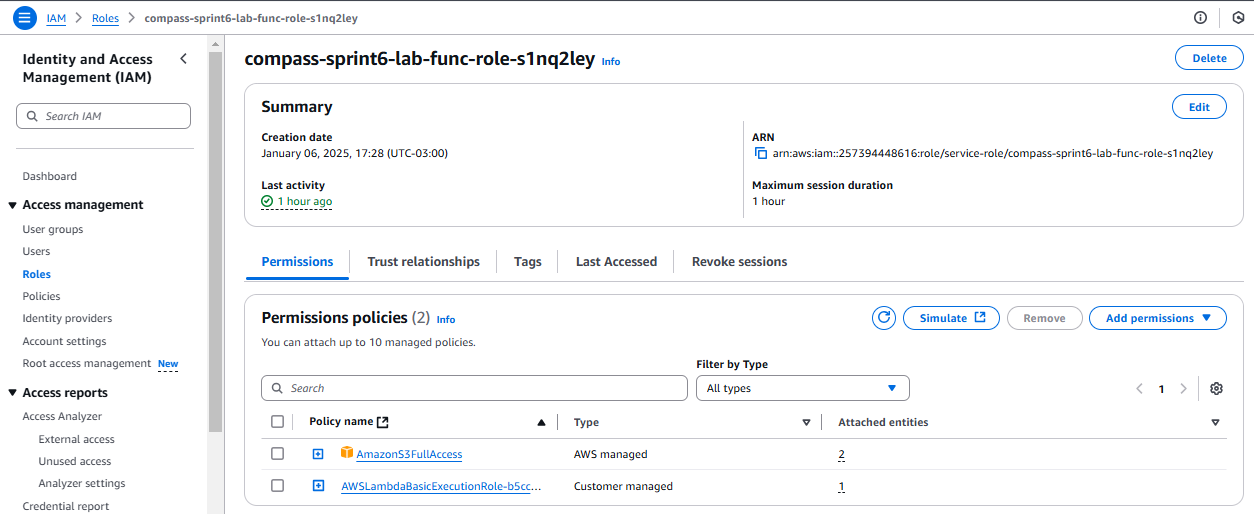 IAM > Roles > compass-sprint6-lab-func-role-s1nq2ley
Identity and Access
Management (IAM)
Search IAM
Dashboard
Access management
User groups
Users
Roles
Policies
Identity providers
Account settings
Root access management New
Access reports
Access Analyzer
External access
Unused access
Analyzer settings
Credential report
compass-sprint6-lab-func-role-s1nq2ley Info
Delete
Summary
Edit
Creation date
January 06, 2025, 17:28 (UTC-03:00)
ARN
arn:aws:iam::257394448616:role/service-role/compass-sprint6-lab-func-role-s1nq2ley
Last activity
1 hour ago
Maximum session duration
1 hour
Permissions
Trust relationships
Tags
Last Accessed
Revoke sessions
Permissions policies (2) Info
Simulate
Remove
Add permissions
You can attach up to 10 managed policies.
Filter by Type
Search
All types
1
Policy name
Type
Attached entities
AmazonS3FullAccess
AWS managed
2
AWSLambdaBasicExecutionRole-b5cc...
Customer managed
1